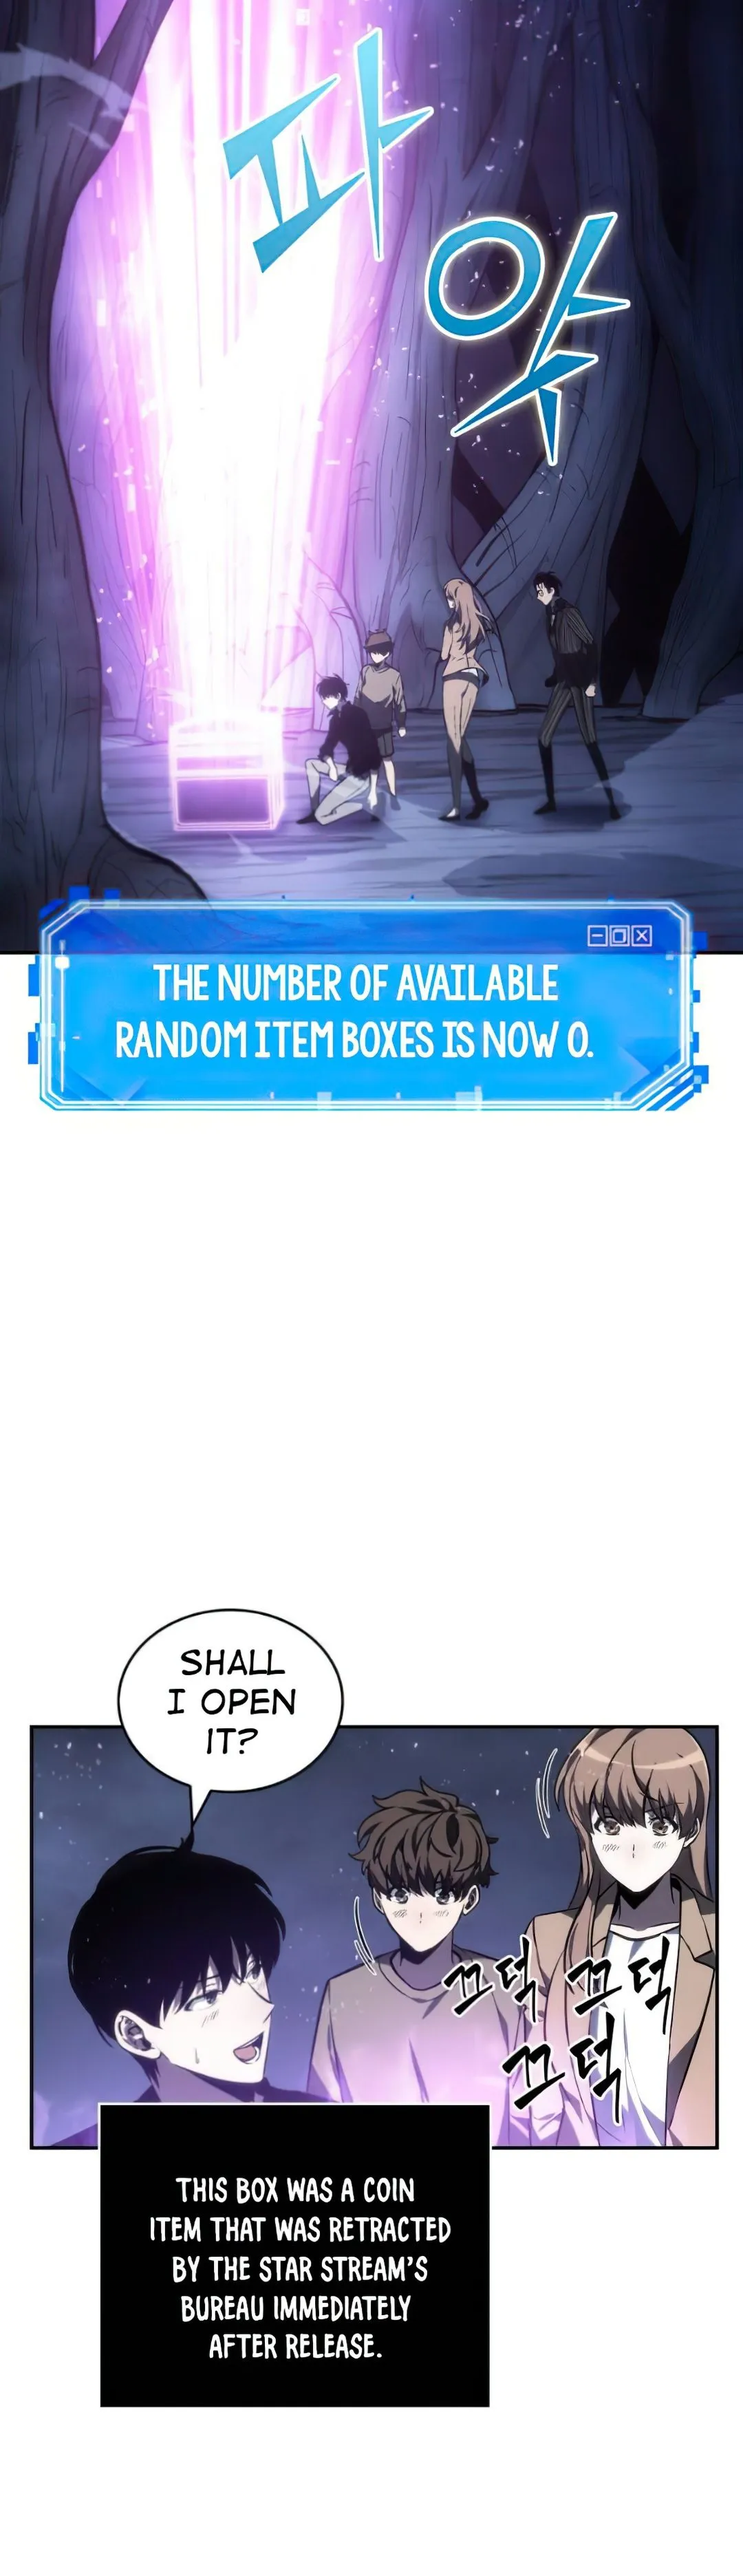 파
앗
THE NUMBER OF AVAILABLE
RANDOM ITEM BOXES IS NOW 0.
SHALL
I OPEN
IT?
끄덕 끄덕
끄덕
THIS BOX WAS A COIN
ITEM THAT WAS RETRACTED
BY THE STAR STREAM'S
BUREAU IMMEDIATELY
AFTER RELEASE.